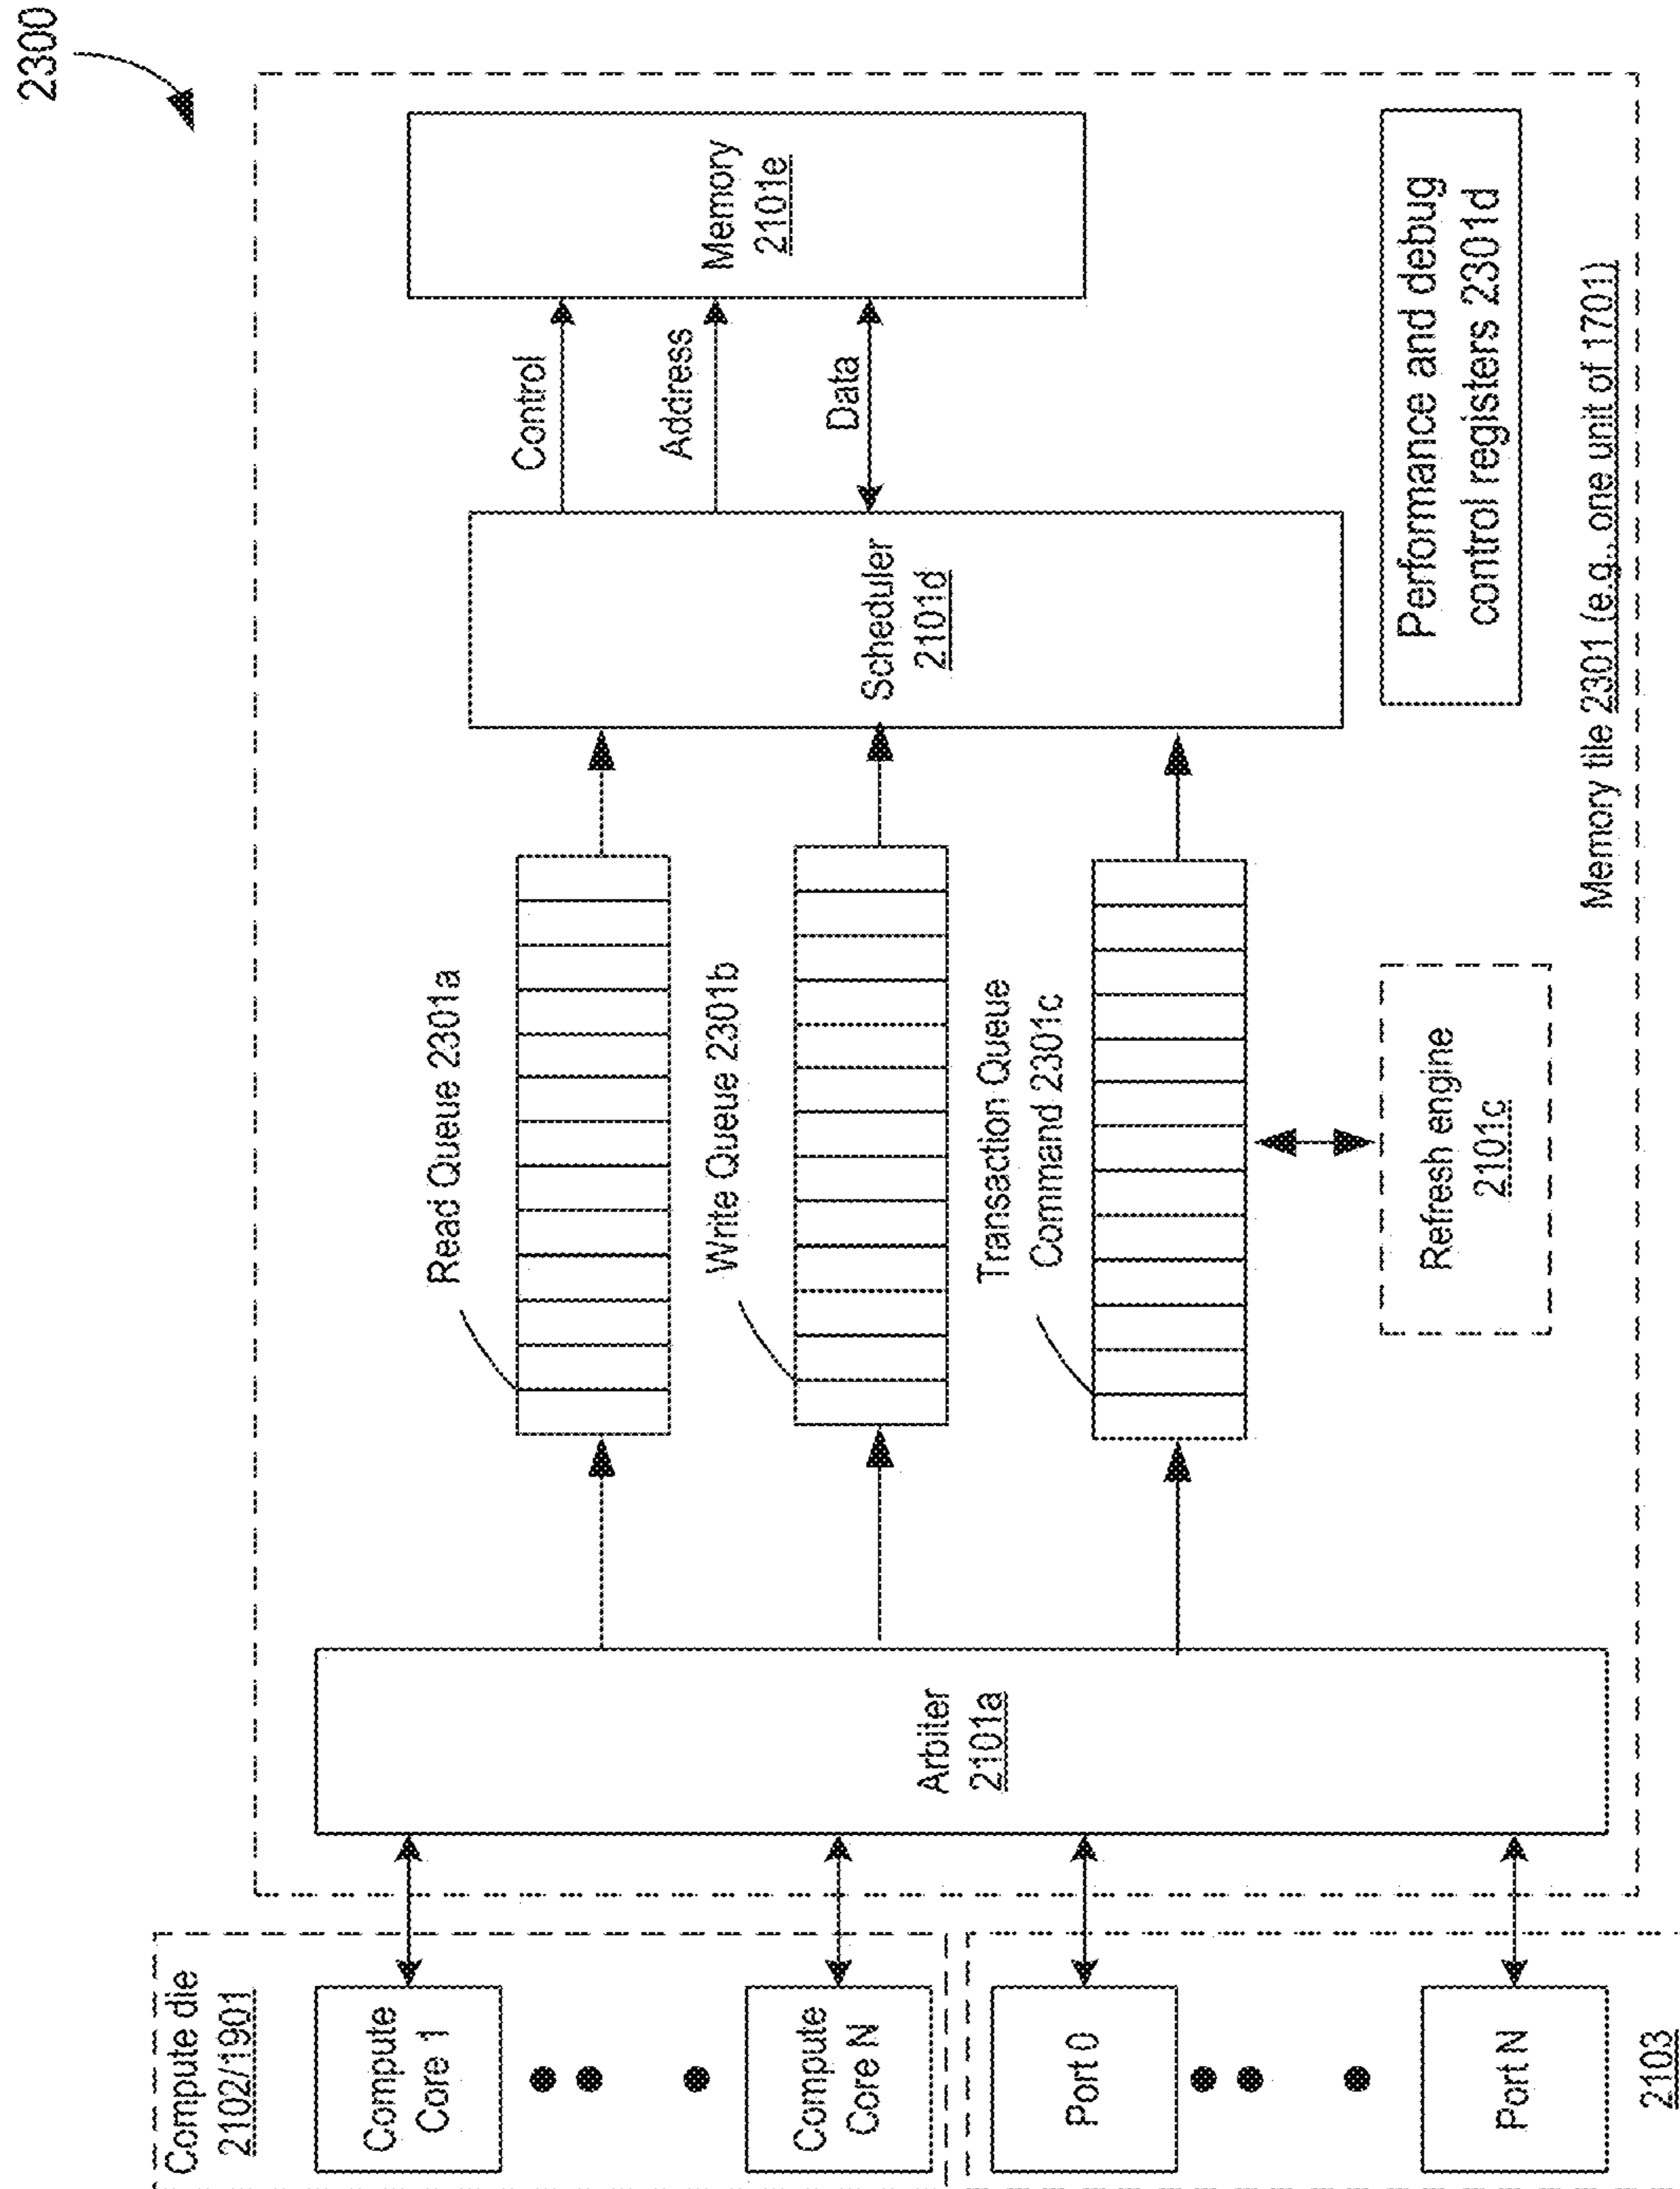 2300
Compute die
2102/1901
Compute
Core 1
Compute
Core N
Port 0
Port N
2103
Arbiter
2101a
Read Queue 2301a
Write Queue 2301b
Transaction Queue
Command 2301c
Refresh engine
2101c
Scheduler
2101d
Control
Address
Data
Memory
2101e
Performance and debug
control registers 2301d
Memory tile 2301 (e.g., one unit of 1701)